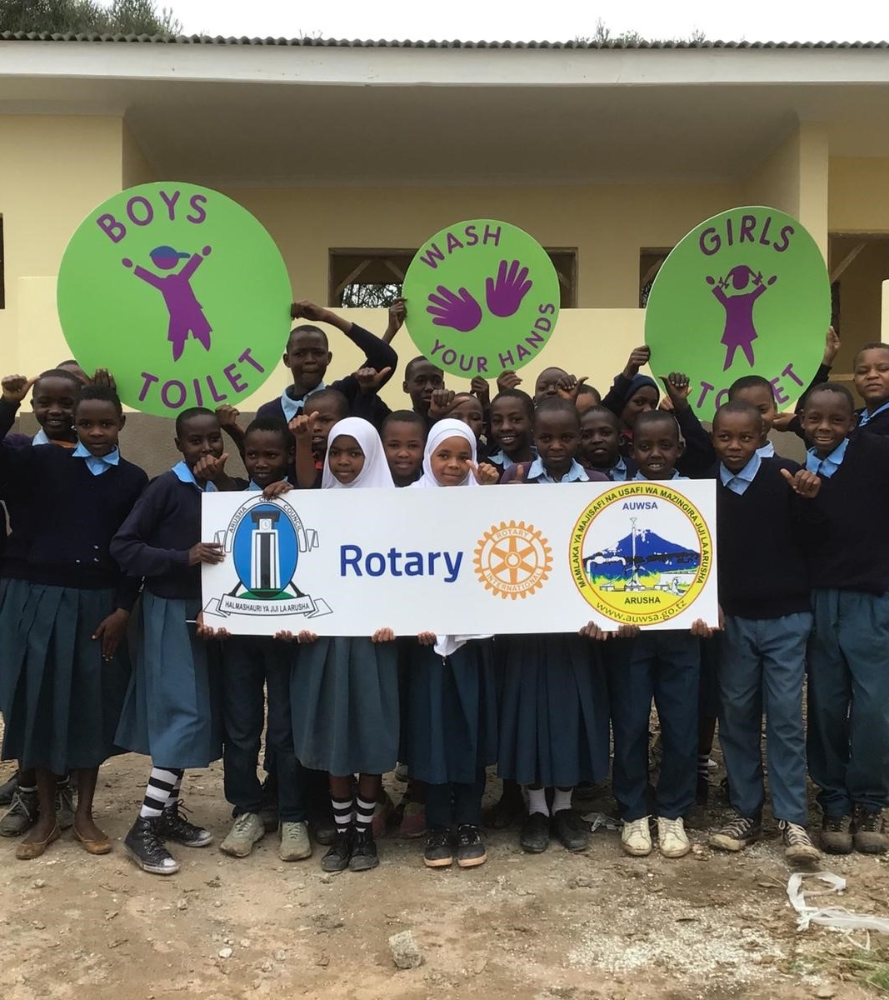 BOYS
TOILET
WASH
YOUR HANDS
GIRLS
TOILET
ARUSHA CITY COUNCIL
HALMASHAURI YA JIJI LA ARUSHA
Rotary
ROTARY
INTERNATIONAL
MAMLAKA YA MAJISAFI NA USAFI WA MAZINGIRA JIJI LA ARUSHA
AUWSA
ARUSHA
www.auwsa.go.tz